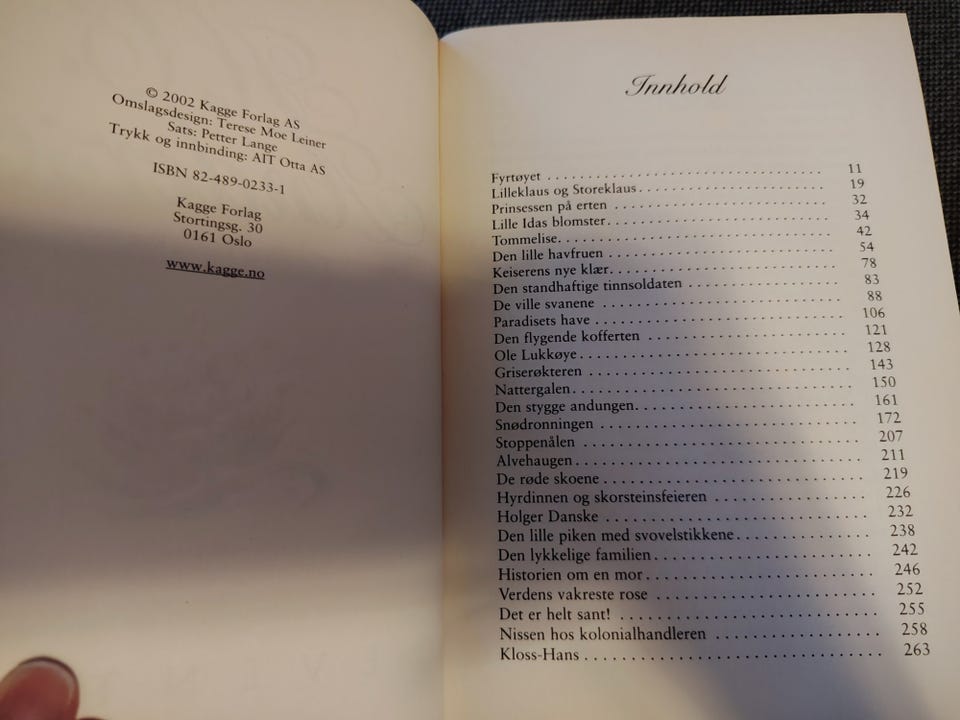 © 2002 Kagge Forlag AS
Omslagsdesign: Terese Moe Leiner
Sats: Petter Lange
Trykk og innbinding: AIT Otta AS
ISBN 82-489-0233-1
Kagge Forlag
Stortingsg. 30
0161 Oslo
www.kagge.no
Innhold
Fyrtøyet . . . . . . . . . . . . . . . . . . . . . . . . . . . . . . 11
Lilleklaus og Storeklaus . . . . . . . . . . . . . . . . . . . . 19
Prinsessen på erten . . . . . . . . . . . . . . . . . . . . . . . 32
Lille Idas blomster . . . . . . . . . . . . . . . . . . . . . . . 34
Tommelise. . . . . . . . . . . . . . . . . . . . . . . . . . . . . 42
Den lille havfruen . . . . . . . . . . . . . . . . . . . . . . . 54
Keiserens nye klær. . . . . . . . . . . . . . . . . . . . . . . . 78
Den standhaftige tinnsoldaten . . . . . . . . . . . . . . . . 83
De ville svanene . . . . . . . . . . . . . . . . . . . . . . . . 88
Paradisets have . . . . . . . . . . . . . . . . . . . . . . . . . 106
Den flygende kofferten . . . . . . . . . . . . . . . . . . . . 121
Ole Lukkøye . . . . . . . . . . . . . . . . . . . . . . . . . . . 128
Griserøkteren . . . . . . . . . . . . . . . . . . . . . . . . . . 143
Nattergalen. . . . . . . . . . . . . . . . . . . . . . . . . . . . 150
Den stygge andungen. . . . . . . . . . . . . . . . . . . . . . 161
Snødronningen . . . . . . . . . . . . . . . . . . . . . . . . . 172
Stoppenålen . . . . . . . . . . . . . . . . . . . . . . . . . . . 207
Alvehaugen . . . . . . . . . . . . . . . . . . . . . . . . . . . . 211
De røde skoene . . . . . . . . . . . . . . . . . . . . . . . . . 219
Hyrdinnen og skorsteinsfeieren . . . . . . . . . . . . . . . 226
Holger Danske . . . . . . . . . . . . . . . . . . . . . . . . . 232
Den lille piken med svovelstikkene. . . . . . . . . . . . . 238
Den lykkelige familien . . . . . . . . . . . . . . . . . . . . 242
Historien om en mor . . . . . . . . . . . . . . . . . . . . . . 246
Verdens vakreste rose . . . . . . . . . . . . . . . . . . . . . 252
Det er helt sant! . . . . . . . . . . . . . . . . . . . . . . . . 255
Nissen hos kolonialhandleren . . . . . . . . . . . . . . . . 258
Kloss-Hans . . . . . . . . . . . . . . . . . . . . . . . . . . . . 263